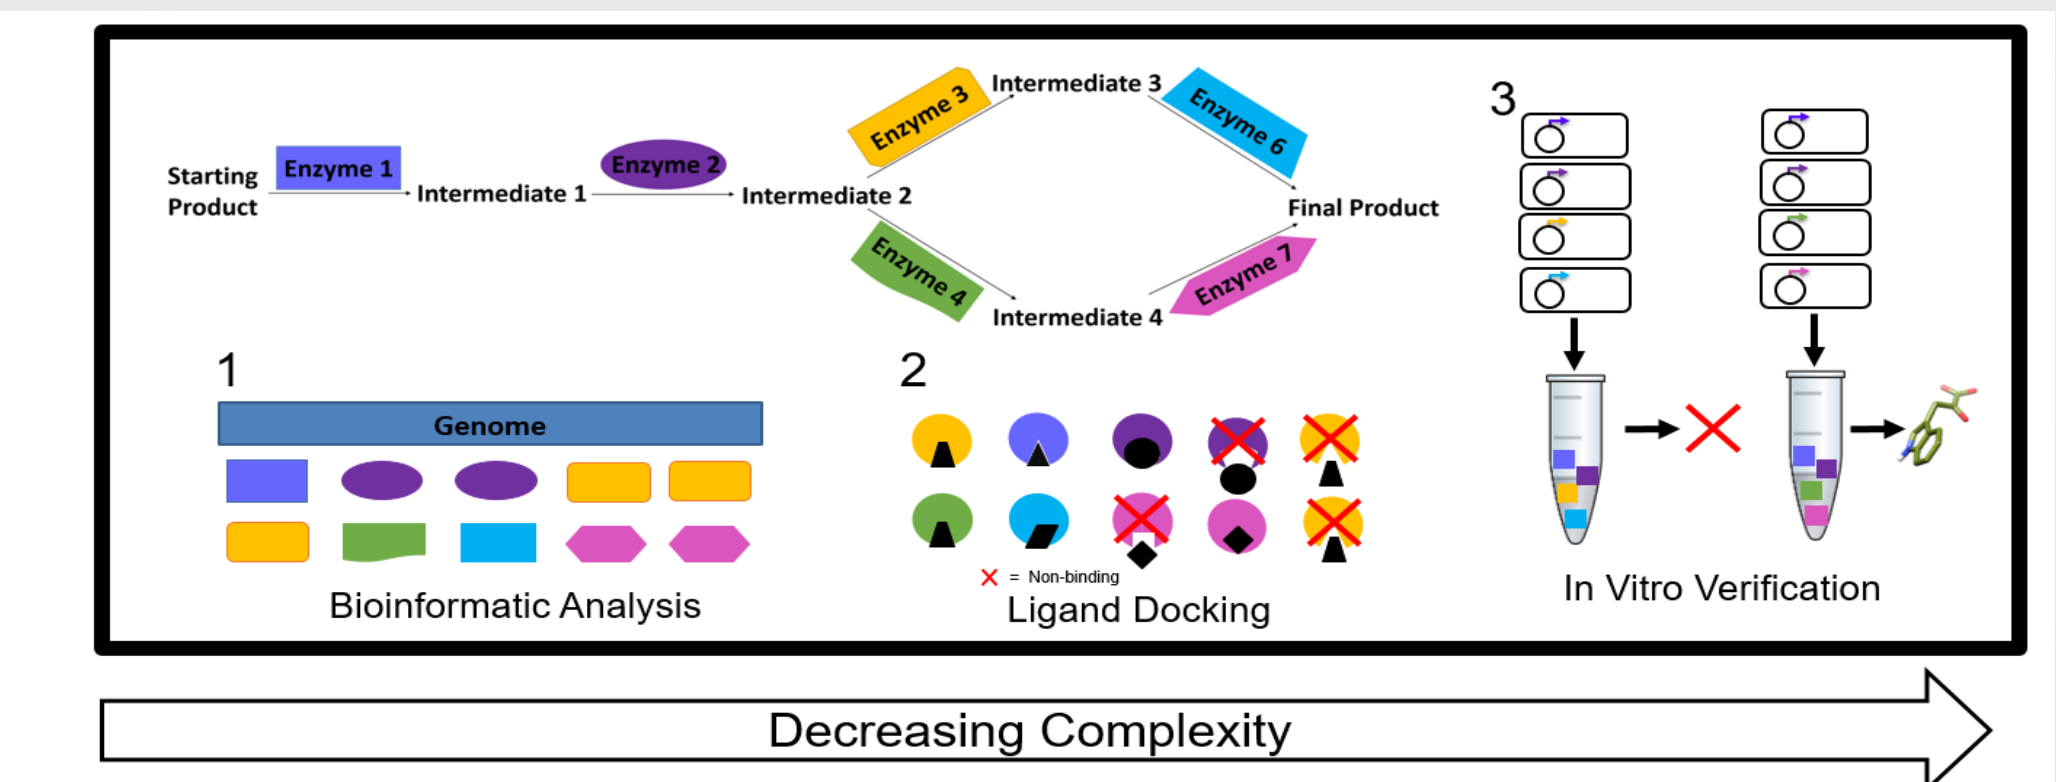 Starting
Product
Enzyme 1
Intermediate 1
Enzyme 2
Intermediate 2
Enzyme 3
Intermediate 3
Enzyme 6
Final Product
Enzyme 4
Intermediate 4
Enzyme 7
1
Genome
Bioinformatic Analysis
2
= Non-binding
Ligand Docking
3
In Vitro Verification
Decreasing Complexity